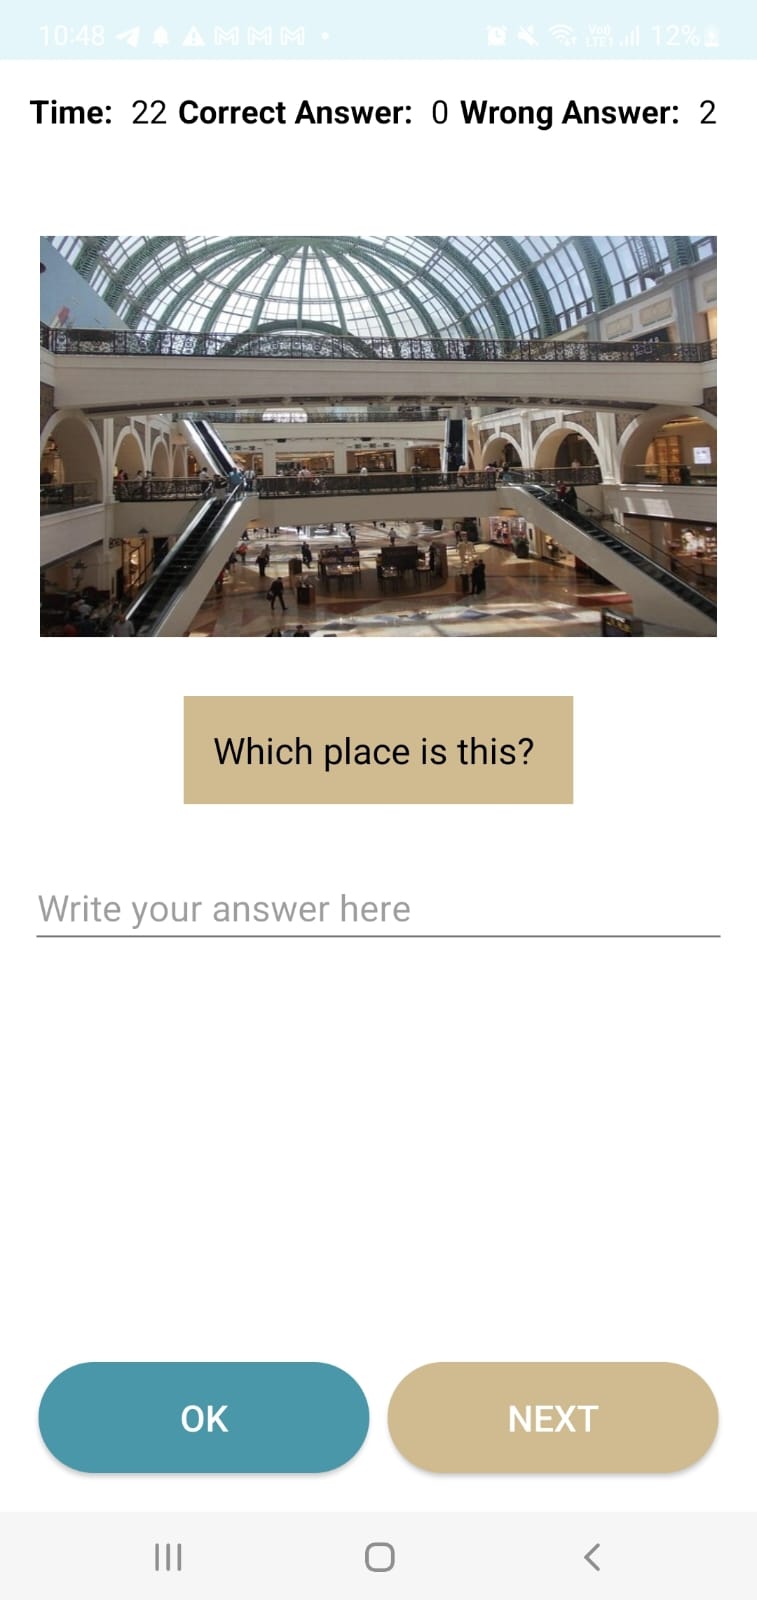 10:48 12%
Time: 22 Correct Answer: 0 Wrong Answer: 2
Which place is this?
Write your answer here
OK NEXT